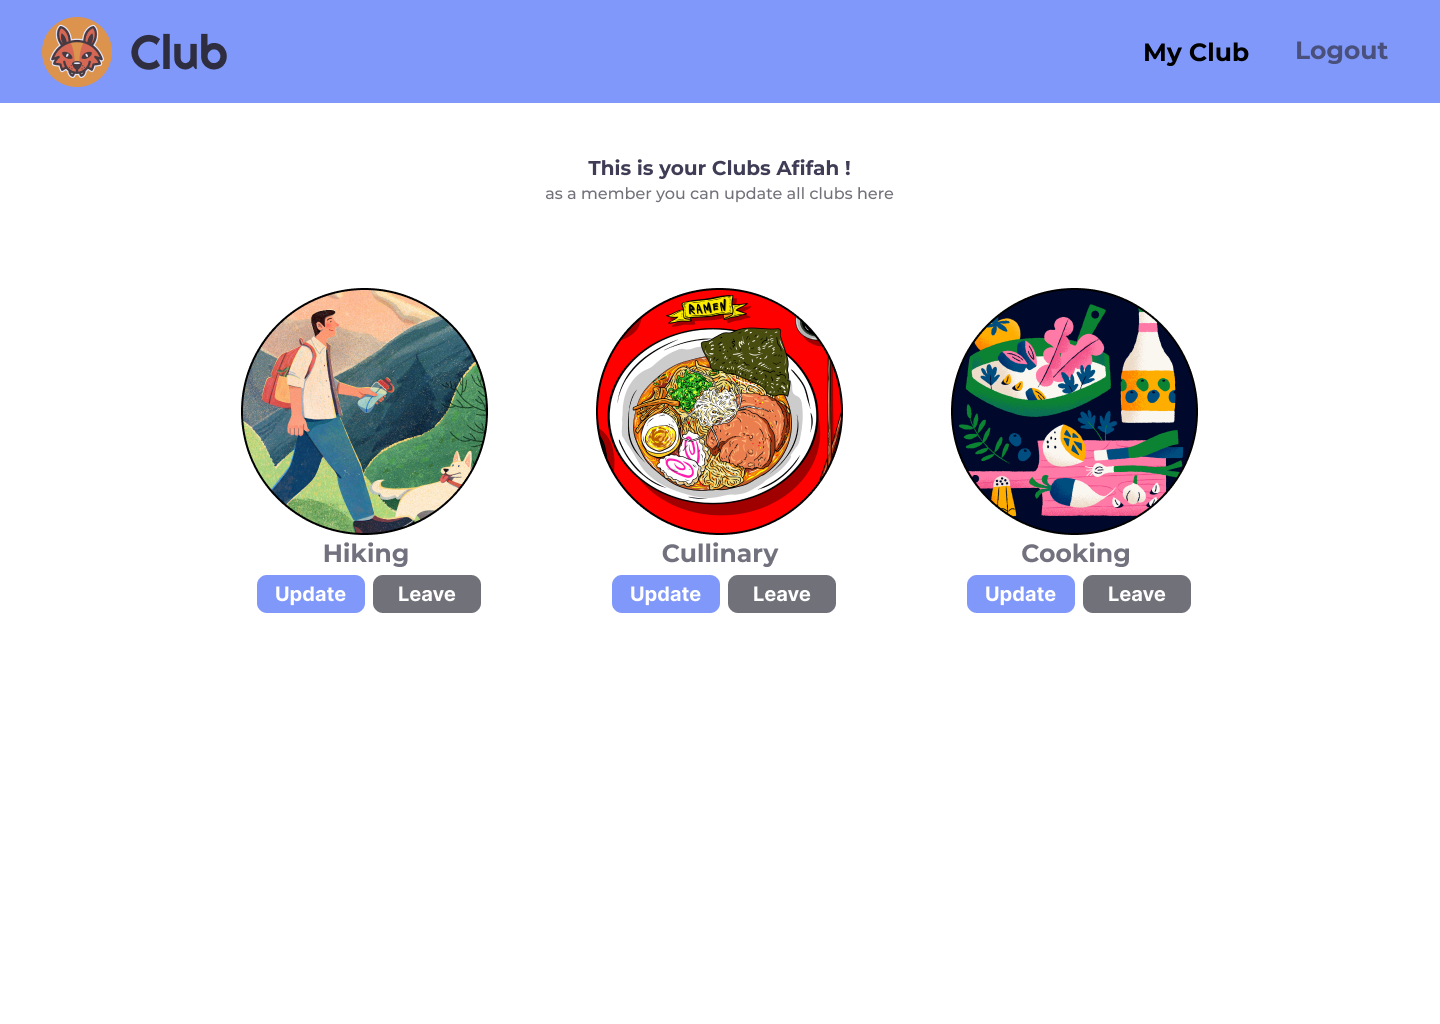 Club
My Club
Logout
This is your Clubs Afifah !
as a member you can update all clubs here
RAMEN
Hiking
Cullinary
Cooking
Update
Leave
Update
Leave
Update
Leave